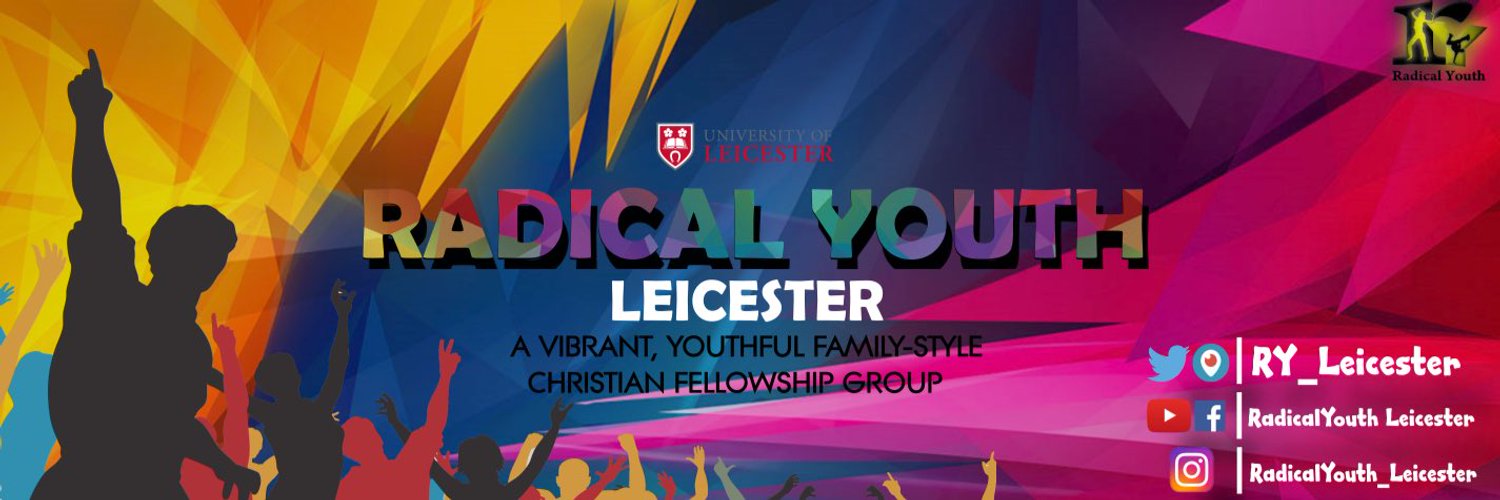 Radical Youth
UNIVERSITY OF
LEICESTER
RADICAL YOUTH
LEICESTER
A VIBRANT, YOUTHFUL FAMILY-STYLE
CHRISTIAN FELLOWSHIP GROUP
RY_Leicester
RadicalYouth Leicester
RadicalYouth_Leicester